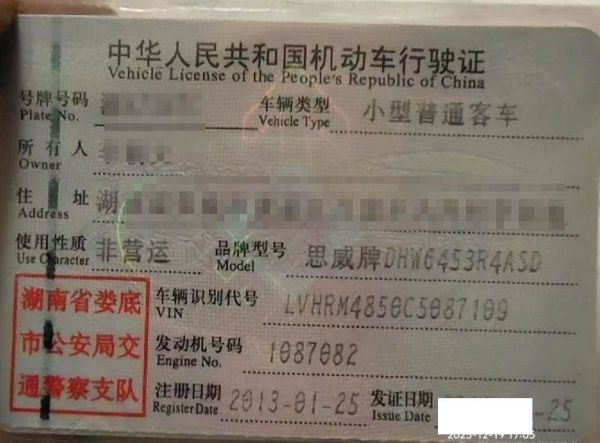 中华人民共和国机动车行驶证
Vehicle License of the People's Republic of China
号牌号码 车辆类型 小型普通客车
Plate No. Vehicle Type
所有人
Owner
住址 湖
Address
使用性质 非营运 品牌型号 思威牌DHW6453R4ASD
Use Character Model
湖南省娄底 车辆识别代号 LVHRM4850C5087109
VIN
市公安局交 发动机号码 1087082
Engine No.
通警察支队 注册日期 2013-01-25 发证日期
Register Date Issue Date
2023-12-19 17:05